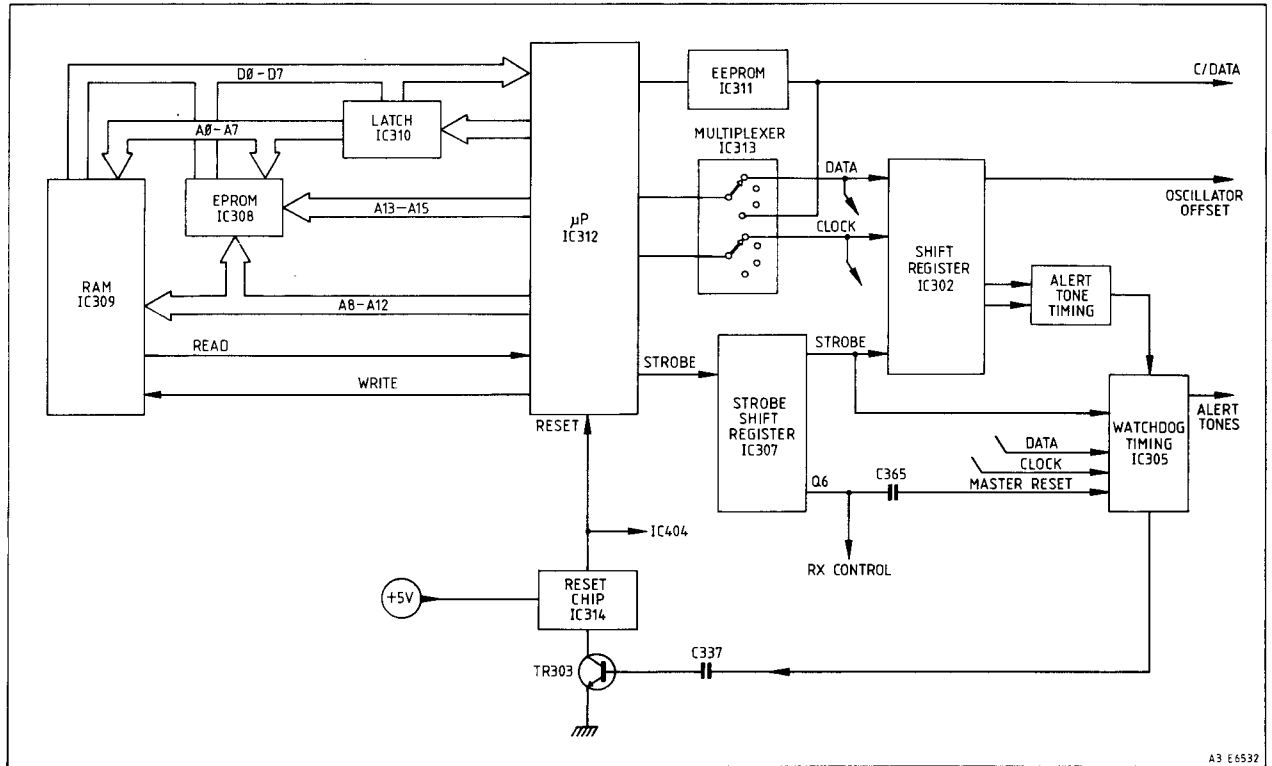 DØ-D7
LATCH
IC310
AØ-A7
EPROM
IC308
A13-A15
RAM
IC309
A8-A12
READ
WRITE
µP
IC312
RESET
EEPROM
IC311
C/DATA
MULTIPLEXER
IC313
DATA
CLOCK
SHIFT
REGISTER
IC302
OSCILLATOR
OFFSET
ALERT
TONE
TIMING
STROBE
STROBE
STROBE
SHIFT
REGISTER
IC307
WATCHDOG
TIMING
IC305
ALERT
TONES
DATA
CLOCK
MASTER RESET
Q6
C365
RX CONTROL
IC404
+5V
RESET
CHIP
IC314
TR303
C337
A3 E6532